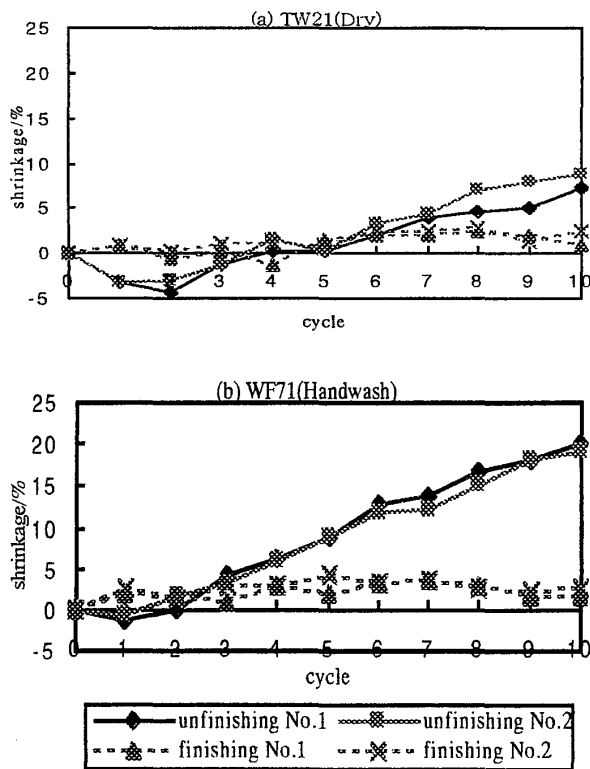 (a) TW21(Dry)
25
20
15
10
5
0
-5
shrinkage/%
0 1 2 3 4 5 6 7 8 9 10
cycle
(b) WF71(Handwash)
25
20
15
10
5
0
-5
shrinkage/%
0 1 2 3 4 5 6 7 8 9 10
cycle
unfinishing No.1 unfinishing No.2
finishing No.1 finishing No.2